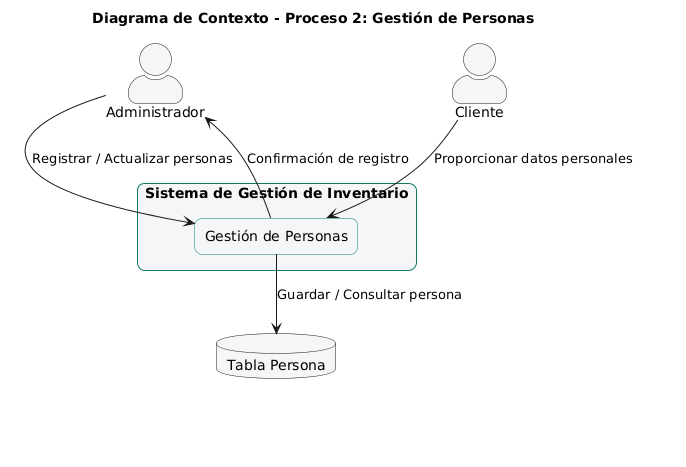 Diagrama de Contexto - Proceso 2: Gestión de Personas
Administrador
Cliente
Registrar / Actualizar personas
Confirmación de registro
Proporcionar datos personales
Sistema de Gestión de Inventario
Gestión de Personas
Guardar / Consultar persona
Tabla Persona